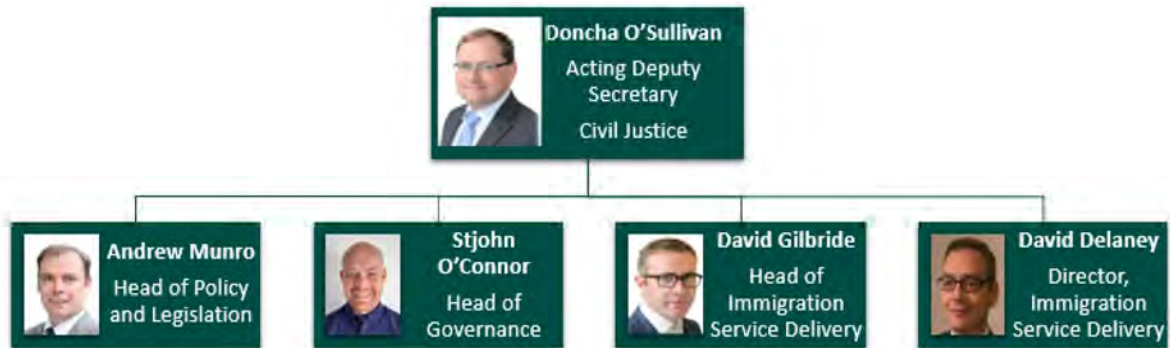 Doncha O'Sullivan
Acting Deputy
Secretary
Civil Justice
Andrew Munro
Head of Policy
and Legislation
Stjohn
O'Connor
Head of
Governance
David Gilbride
Head of
Immigration
Service Delivery
David Delaney
Director,
Immigration
Service Delivery